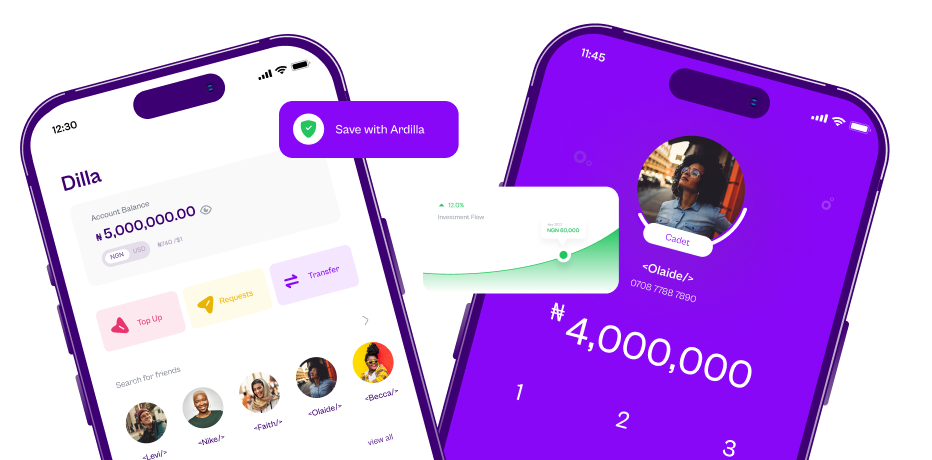 12:30
Dilla
Account Balance
₦5,000,000.00
NGN USD
₦740 /$1
Top Up
Requests
Transfer
Search for friends
<Levi/>
<Nike/>
<Faith/>
<Olaide/>
<Becca/>
view all
Save with Ardilla
12.0%
Investment Flow
NGN 60,000
11:45
Cadet
<Olaide/>
0708 7788 7890
₦4,000,000
1
2
3